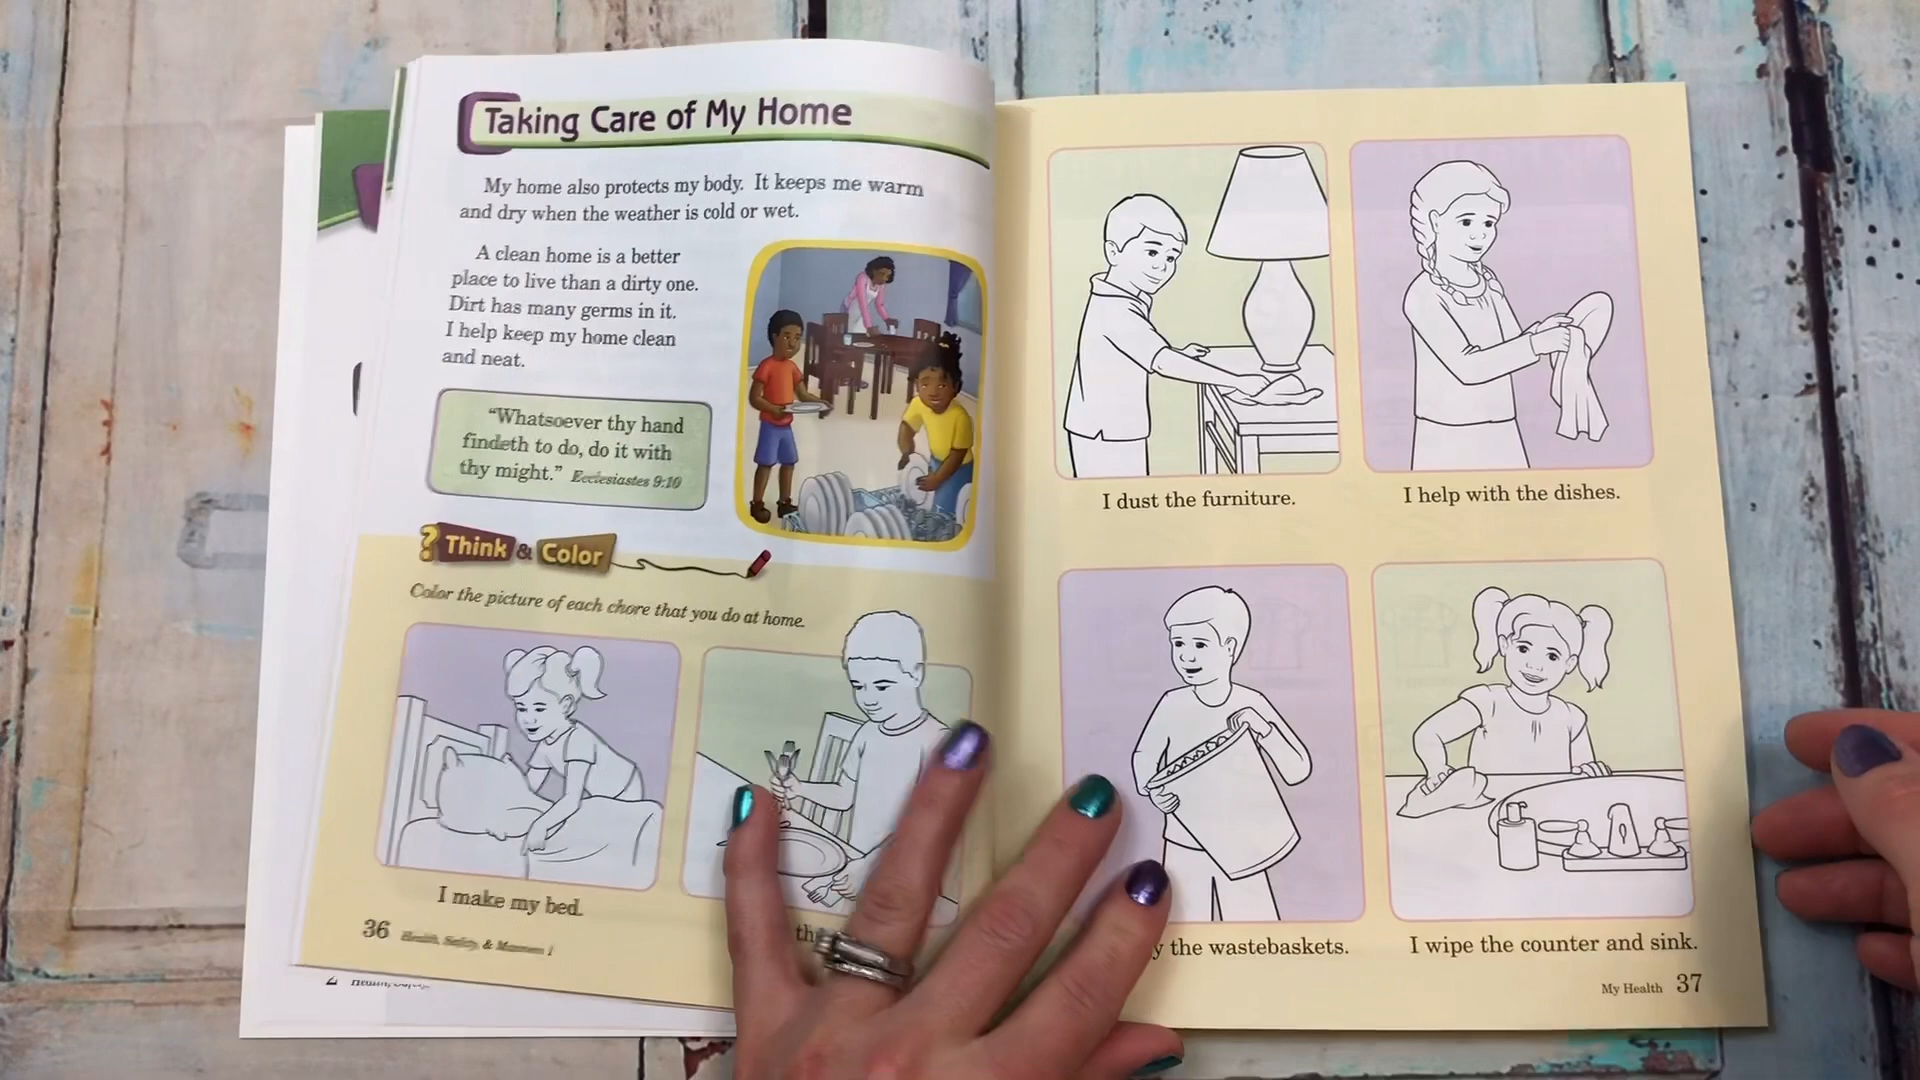 Taking Care of My Home
My home also protects my body. It keeps me warm
and dry when the weather is cold or wet.
A clean home is a better
place to live than a dirty one.
Dirt has many germs in it.
I help keep my home clean
and neat.
“Whatsoever thy hand
findeth to do, do it with
thy might.” Ecclesiastes 9:10
? Think & Color
Color the picture of each chore that you do at home.
I make my bed.
36 Health, Safety, & Manners 1
I dust the furniture.
I help with the dishes.
the wastebaskets.
I wipe the counter and sink.
My Health 37